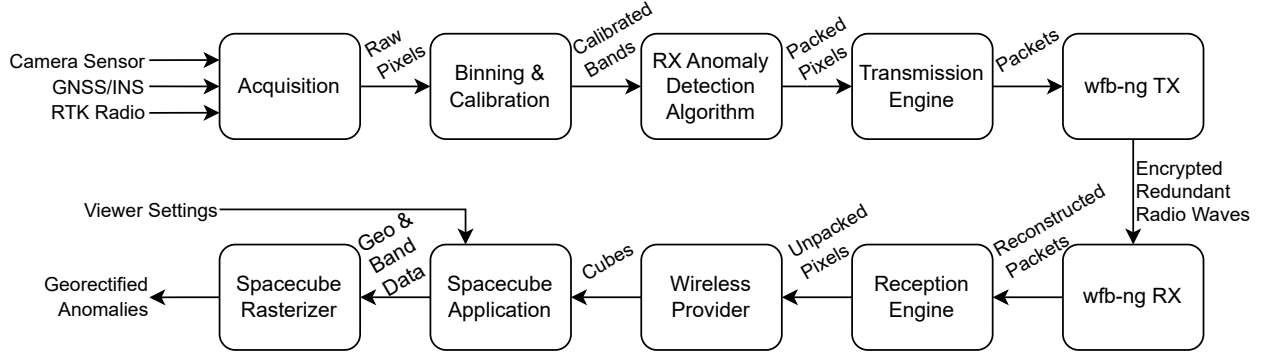 Camera Sensor
GNSS/INS
RTK Radio
Acquisition
Raw
Pixels
Binning &
Calibration
Calibrated
Bands
RX Anomaly
Detection
Algorithm
Packed
Pixels
Transmission
Engine
Packets
wfb-ng TX
Encrypted
Redundant
Radio Waves
wfb-ng RX
Reconstructed
Packets
Reception
Engine
Unpacked
Pixels
Wireless
Provider
Cubes
Viewer Settings
Spacecube
Application
Geo &
Band
Data
Spacecube
Rasterizer
Georectified
Anomalies